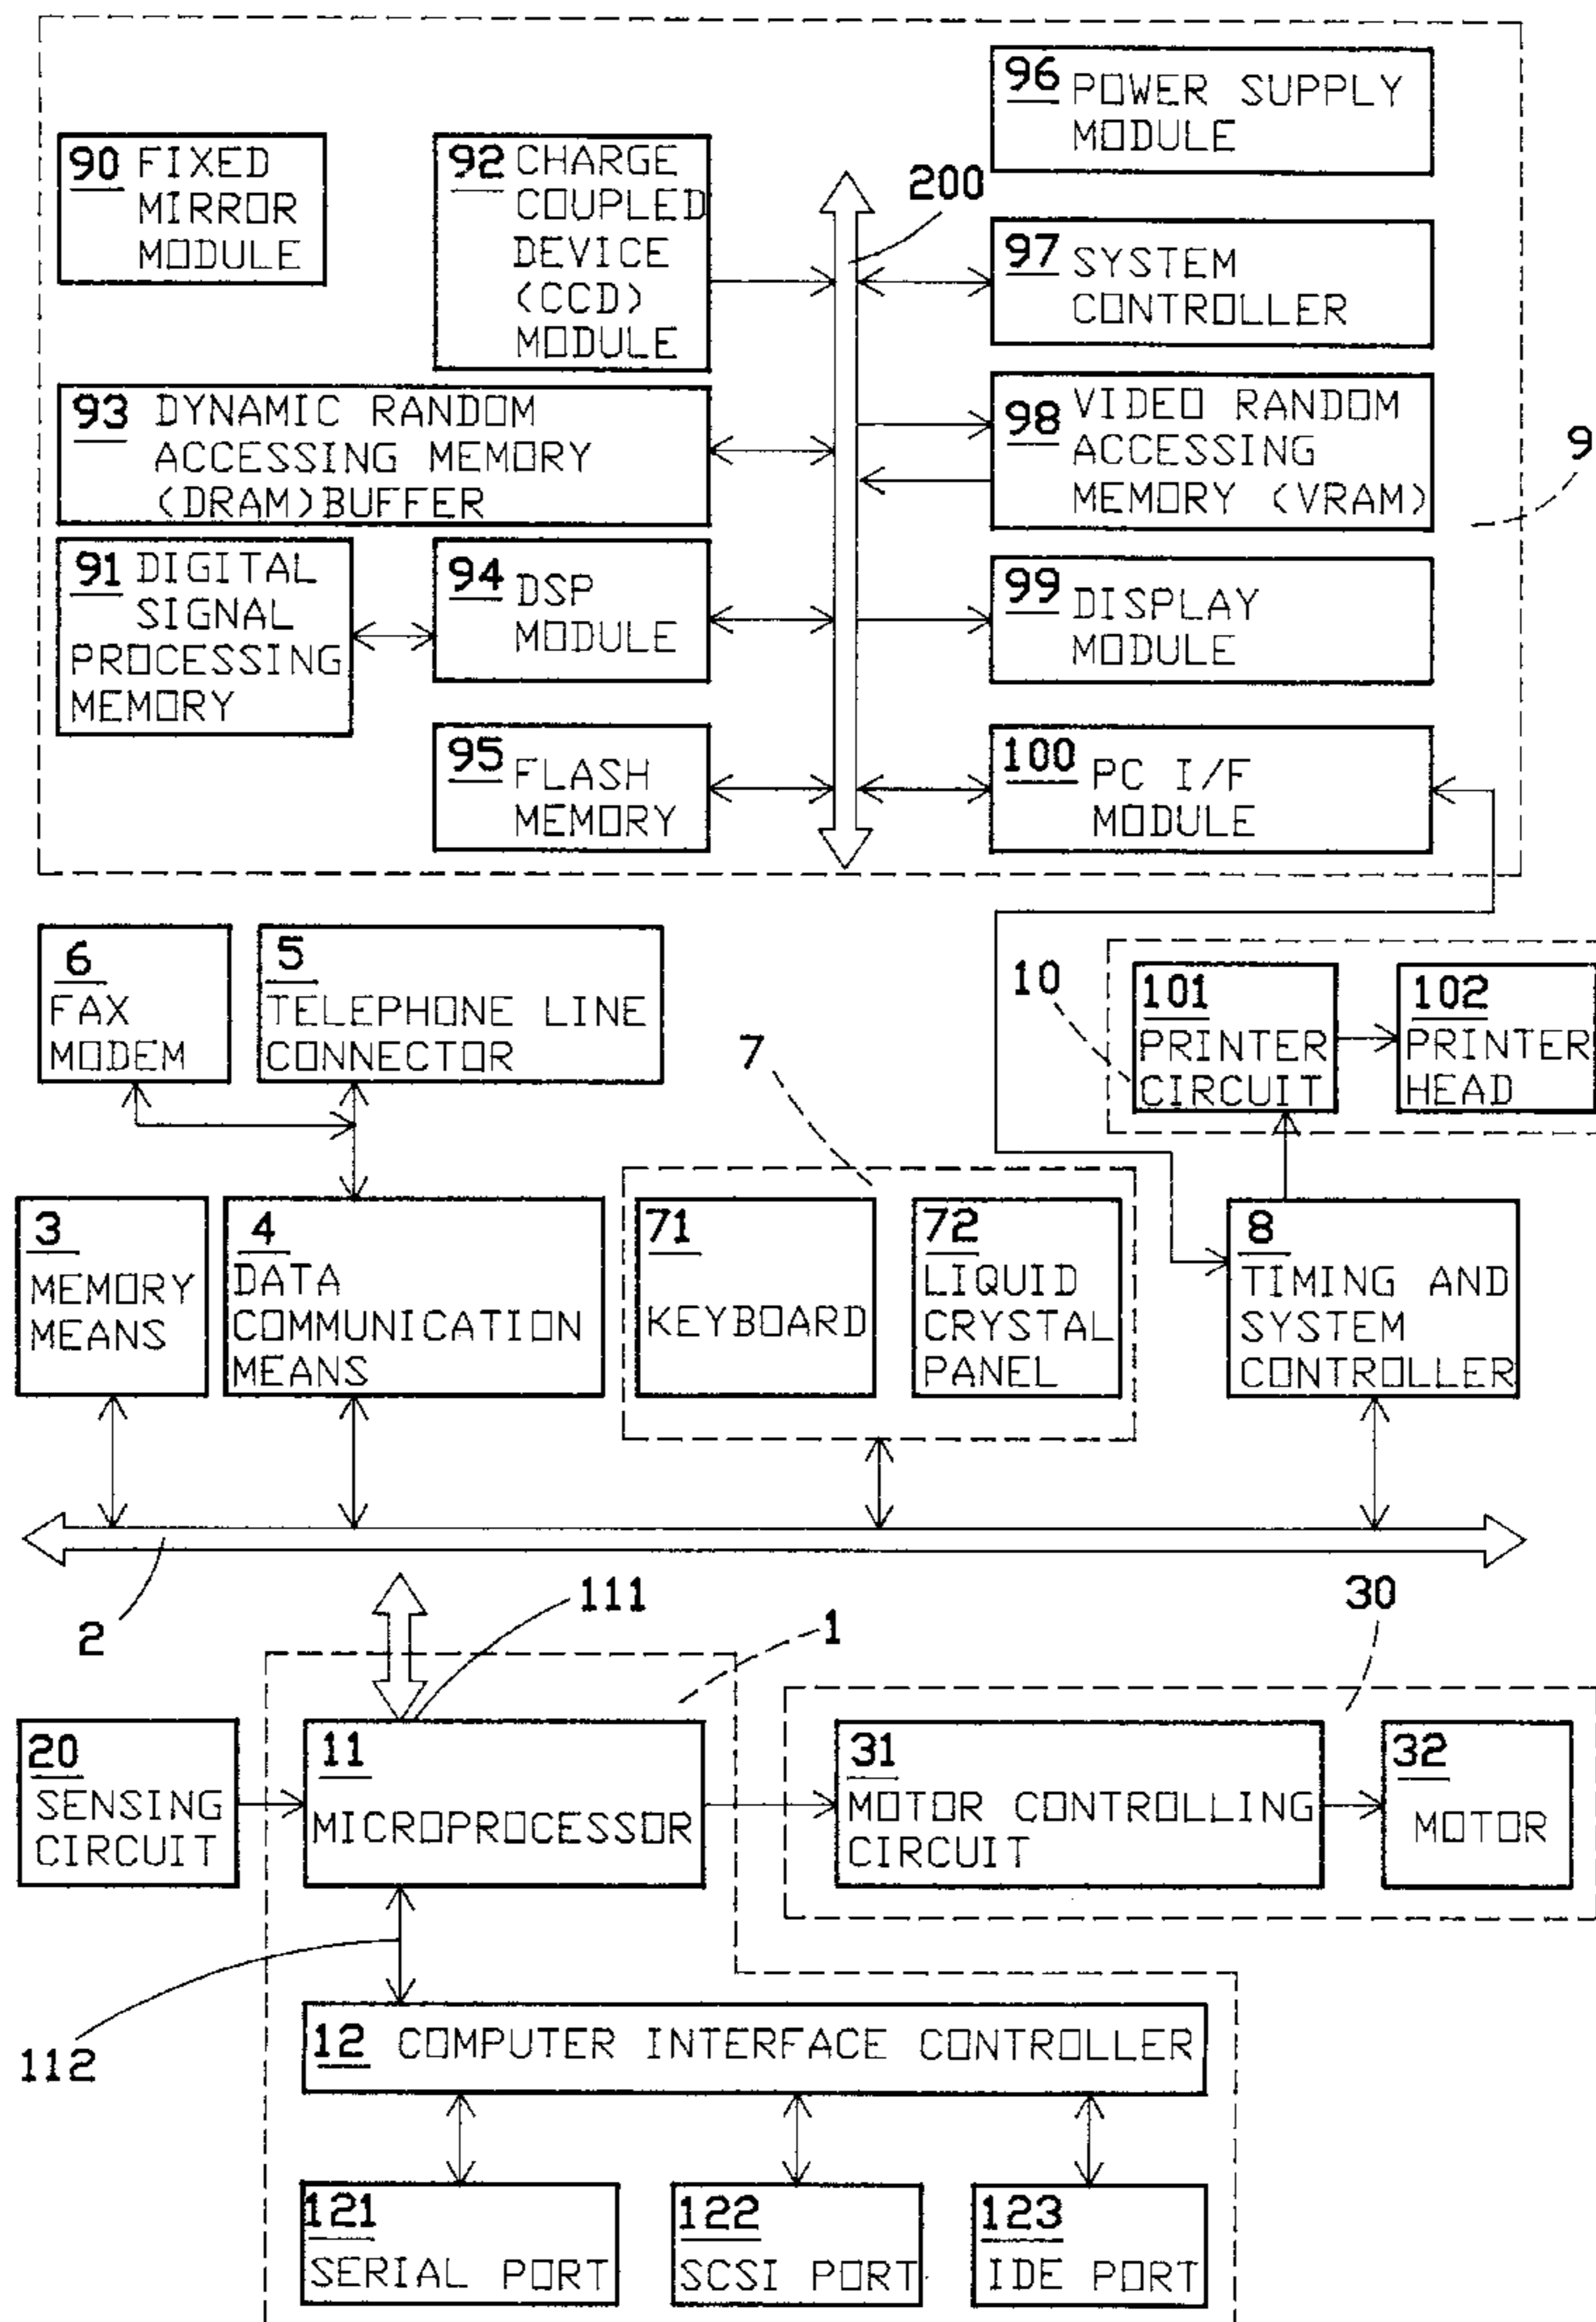 96 POWER SUPPLY
MODULE
90 FIXED
MIRROR
MODULE
92 CHARGE
COUPLED
DEVICE
(CCD)
MODULE
200
97 SYSTEM
CONTROLLER
93 DYNAMIC RANDOM
ACCESSING MEMORY
(DRAM)BUFFER
98 VIDEO RANDOM
ACCESSING
MEMORY (VRAM)
9
91 DIGITAL
SIGNAL
PROCESSING
MEMORY
94 DSP
MODULE
99 DISPLAY
MODULE
95 FLASH
MEMORY
100 PC I/F
MODULE
6
FAX
MODEM
5
TELEPHONE LINE
CONNECTOR
7
10
101
PRINTER
CIRCUIT
102
PRINTER
HEAD
3
MEMORY
MEANS
4
DATA
COMMUNICATION
MEANS
71
KEYBOARD
72
LIQUID
CRYSTAL
PANEL
8
TIMING AND
SYSTEM
CONTROLLER
2
111
1
30
20
SENSING
CIRCUIT
11
MICROPROCESSOR
31
MOTOR CONTROLLING
CIRCUIT
32
MOTOR
112
12 COMPUTER INTERFACE CONTROLLER
121
SERIAL PORT
122
SCSI PORT
123
IDE PORT